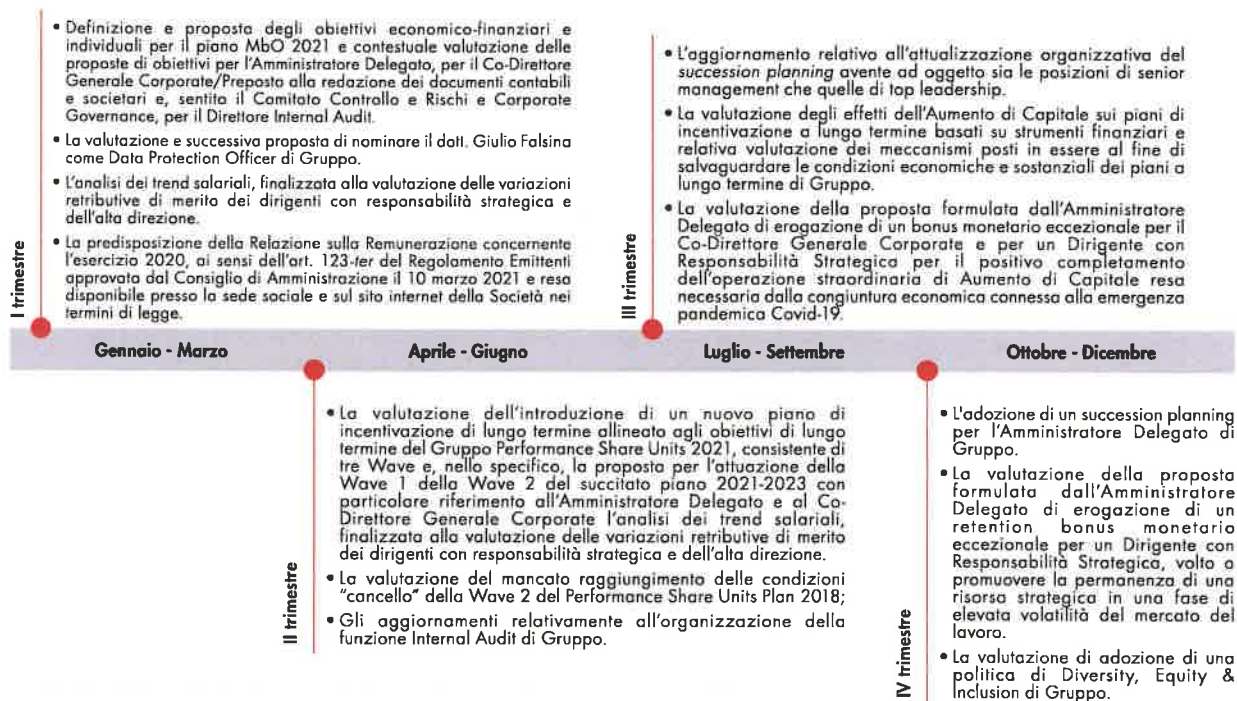 • Definizione e proposta degli obiettivi economico-finanziari e
individuali per il piano MbO 2021 e contestuale valutazione delle
proposte di obiettivi per l'Amministratore Delegato, per il Co-Direttore
Generale Corporate/Preposto alla redazione dei documenti contabili
e societari e, sentito il Comitato Controllo e Rischi e Corporate
Governance, per il Direttore Internal Audit.
• La valutazione e successiva proposta di nominare il dott. Giulio Falsina
come Data Protection Officer di Gruppo.
• L'analisi dei trend salariali, finalizzata alla valutazione delle variazioni
retributive di merito dei dirigenti con responsabilità strategica e
dell'alta direzione.
• La predisposizione della Relazione sulla Remunerazione concernente
l'esercizio 2020, ai sensi dell'art. 123-ter del Regolamento Emittenti
approvata dal Consiglio di Amministrazione il 10 marzo 2021 e resa
disponibile presso la sede sociale e sul sito internet della Società nei
termini di legge.
I trimestre
• L'aggiornamento relativo all'attualizzazione organizzativa del
succession planning avente ad oggetto sia le posizioni di senior
management che quelle di top leadership.
• La valutazione degli effetti dell'Aumento di Capitale sui piani di
incentivazione a lungo termine basati su strumenti finanziari e
relativa valutazione dei meccanismi posti in essere al fine di
salvaguardare le condizioni economiche e sostanziali dei piani a
lungo termine di Gruppo.
• La valutazione della proposta formulata dall'Amministratore
Delegato di erogazione di un bonus monetario eccezionale per il
Co-Direttore Generale Corporate e per un Dirigente con
Responsabilità Strategica per il positivo completamento
dell'operazione straordinaria di Aumento di Capitale resa
necessaria dalla congiuntura economica connessa alla emergenza
pandemica Covid-19.
III trimestre
Gennaio - Marzo
Aprile - Giugno
Luglio - Settembre
Ottobre - Dicembre
• La valutazione dell'introduzione di un nuovo piano di
incentivazione di lungo termine allineato agli obiettivi di lungo
termine del Gruppo Performance Share Units 2021, consistente di
tre Wave e, nello specifico, la proposta per l'attuazione della
Wave 1 della Wave 2 del succitato piano 2021-2023 con
particolare riferimento all'Amministratore Delegato e al Co-
Direttore Generale Corporate l'analisi dei trend salariali,
finalizzata alla valutazione delle variazioni retributive di merito
dei dirigenti con responsabilità strategica e dell'alta direzione.
• La valutazione del mancato raggiungimento delle condizioni
"cancello" della Wave 2 del Performance Share Units Plan 2018;
• Gli aggiornamenti relativamente all'organizzazione della
funzione Internal Audit di Gruppo.
II trimestre
• L'adozione di un succession planning
per l'Amministratore Delegato di
Gruppo.
• La valutazione della proposta
formulata dall'Amministratore
Delegato di erogazione di un
retention bonus monetario
eccezionale per un Dirigente con
Responsabilità Strategica, volto a
promuovere la permanenza di una
risorsa strategica in una fase di
elevata volatilità del mercato del
lavoro.
• La valutazione di adozione di una
politica di Diversity, Equity &
Inclusion di Gruppo.
IV trimestre